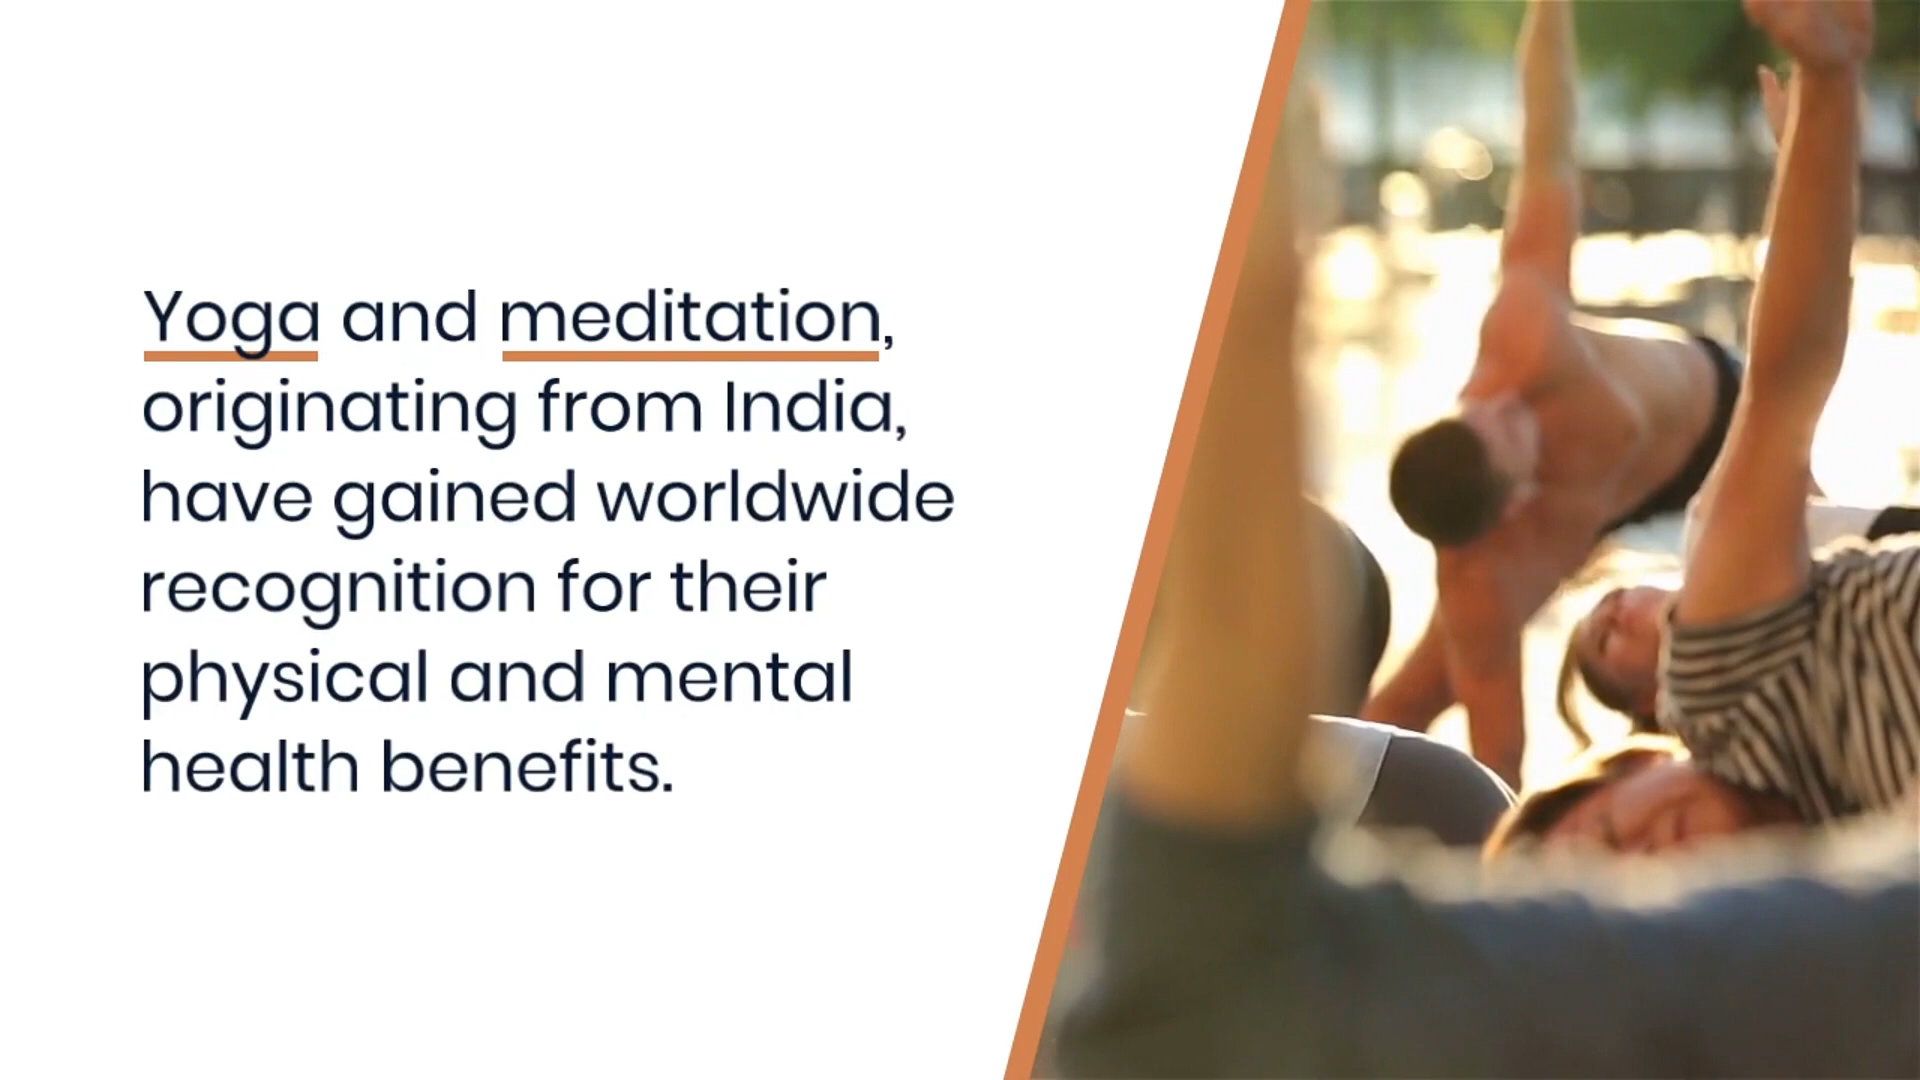 Yoga and meditation,
originating from India,
have gained worldwide
recognition for their
physical and mental
health benefits.